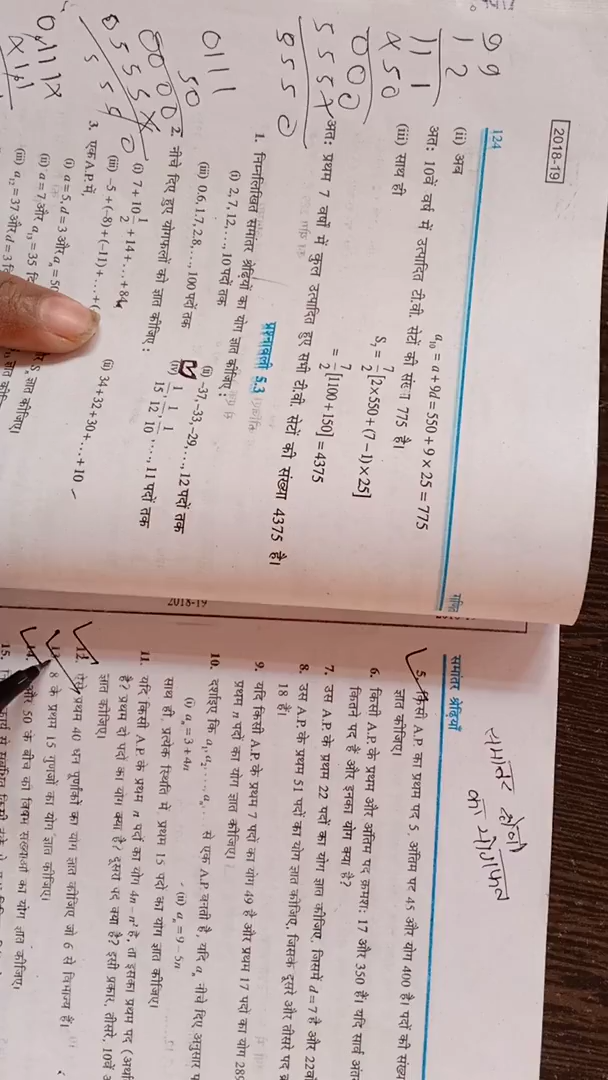 2018-19
124
गणित
(ii) अब
a₁₀ = a + 9d = 550 + 9 × 25 = 775
अतः 10वें वर्ष में उत्पादित टी.वी. सेटों की संख्या 775 है।
(iii) साथ ही
S₇ = 7/2 [2 × 550 + (7 – 1) × 25]
= 7/2 [1100 + 150] = 4375
अतः प्रथम 7 वर्षों में कुल उत्पादित हुए सभी टी.वी. सेटों की संख्या 4375 है।
प्रश्नावली 5.3
1. निम्नलिखित समांतर श्रेढ़ियों का योग ज्ञात कीजिए :
(i) 2, 7, 12, . . ., 10 पदों तक
(ii) –37, –33, –29, . . ., 12 पदों तक
(iii) 0.6, 1.7, 2.8, . . ., 100 पदों तक
(iv) 1/15, 1/12, 1/10, . . ., 11 पदों तक
2. नीचे दिए हुए योगफलों को ज्ञात कीजिए :
(i) 7 + 10 1/2 + 14 + . . . + 84
(ii) 34 + 32 + 30 + . . . + 10
(iii) –5 + (–8) + (–11) + . . . + (
3. एक A.P. में,
(i) a = 5, d = 3 और aₙ = 50
S ज्ञात कीजिए।
(ii) a = 7 और a₁₃ = 35
(iii) a₁₂ = 37 और d = 3
समांतर श्रेणी
का योगफल
समांतर श्रेढ़ियाँ
5. किसी A.P. का प्रथम पद 5, अंतिम पद 45 और योग 400 है। पदों की संख्
ज्ञात कीजिए।
6. किसी A.P. के प्रथम और अंतिम पद क्रमशः 17 और 350 हैं। यदि सार्व अंत
कितने पद हैं और इनका योग क्या है?
7. उस A.P. के प्रथम 22 पदों का योग ज्ञात कीजिए, जिसमें d = 7 है और 22वाँ
8. उस A.P. के प्रथम 51 पदों का योग ज्ञात कीजिए, जिसके दूसरे और तीसरे पद
18 हैं।
9. यदि किसी A.P. के प्रथम 7 पदों का योग 49 है और प्रथम 17 पदों का योग 289
प्रथम n पदों का योग ज्ञात कीजिए।
10. दर्शाइए कि a₁, a₂, . . ., aₙ, . . . से एक A.P. बनती है, यदि aₙ नीचे दिए अनुसार
(i) aₙ = 3 + 4n
(ii) aₙ = 9 – 5n
साथ ही, प्रत्येक स्थिति में, प्रथम 15 पदों का योग ज्ञात कीजिए।
11. यदि किसी A.P. के प्रथम n पदों का योग 4n – n² है, तो इसका प्रथम पद (अर्था
है? प्रथम दो पदों का योग क्या है? दूसरा पद क्या है? इसी प्रकार, तीसरे, 10वें
ज्ञात कीजिए।
12. ऐसे प्रथम 40 धन पूर्णांकों का योग ज्ञात कीजिए जो 6 से विभाज्य हैं।
13. 8 के प्रथम 15 गुणजों का योग ज्ञात कीजिए।
और 50 के बीच की विषम संख्याओं का योग ज्ञात कीजिए।
15.